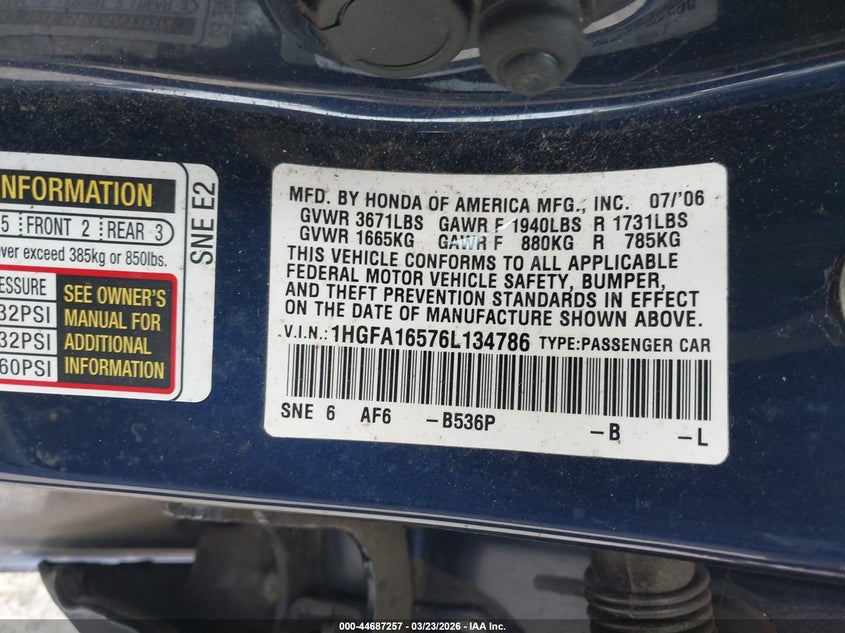 INFORMATION
5 FRONT 2 REAR 3
over exceed 385kg or 850lbs.
SNE E2
PRESSURE
32PSI
32PSI
60PSI
SEE OWNER'S
MANUAL FOR
ADDITIONAL
INFORMATION
MFD. BY HONDA OF AMERICA MFG., INC. 07/'06
GVWR 3671LBS GAWR F 1940LBS R 1731LBS
GVWR 1665KG GAWR F 880KG R 785KG
THIS VEHICLE CONFORMS TO ALL APPLICABLE
FEDERAL MOTOR VEHICLE SAFETY, BUMPER,
AND THEFT PREVENTION STANDARDS IN EFFECT
ON THE DATE OF MANUFACTURE SHOWN ABOVE.
V.I.N.: 1HGFA16576L134786 TYPE:PASSENGER CAR
SNE 6 AF6 -B536P -B -L
000-44687257 - 03/23/2026 - IAA Inc.